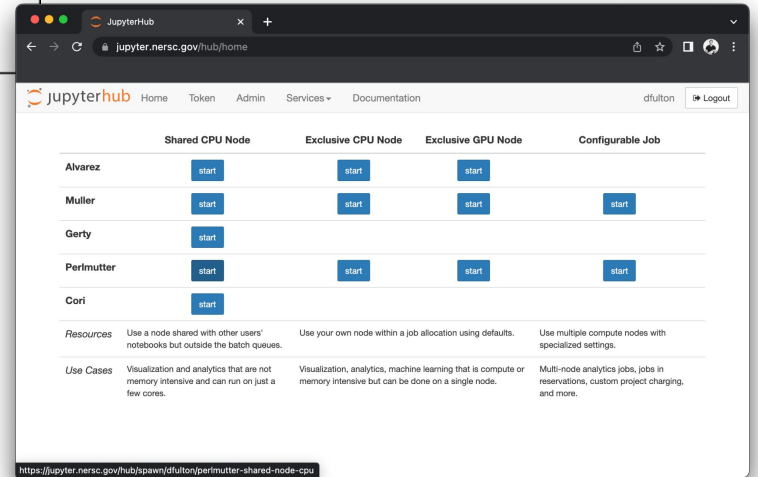 JupyterHub
jupyter.nersc.gov/hub/home
jupyterhub Home Token Admin Services Documentation dfulton Logout
Shared CPU Node Exclusive CPU Node Exclusive GPU Node Configurable Job
Alvarez start start start
Muller start start start start
Gerty start
Perlmutter start start start start
Cori start
Resources Use a node shared with other users' Use your own node within a job allocation using defaults. Use multiple compute nodes with
notebooks but outside the batch queues. specialized settings.
Use Cases Visualization and analytics that are not Visualization, analytics, machine learning that is compute or Multi-node analytics jobs, jobs in
memory intensive and can run on just a memory intensive but can be done on a single node. reservations, custom project charging,
few cores. and more.
https://jupyter.nersc.gov/hub/spawn/dfulton/perlmutter-shared-node-cpu